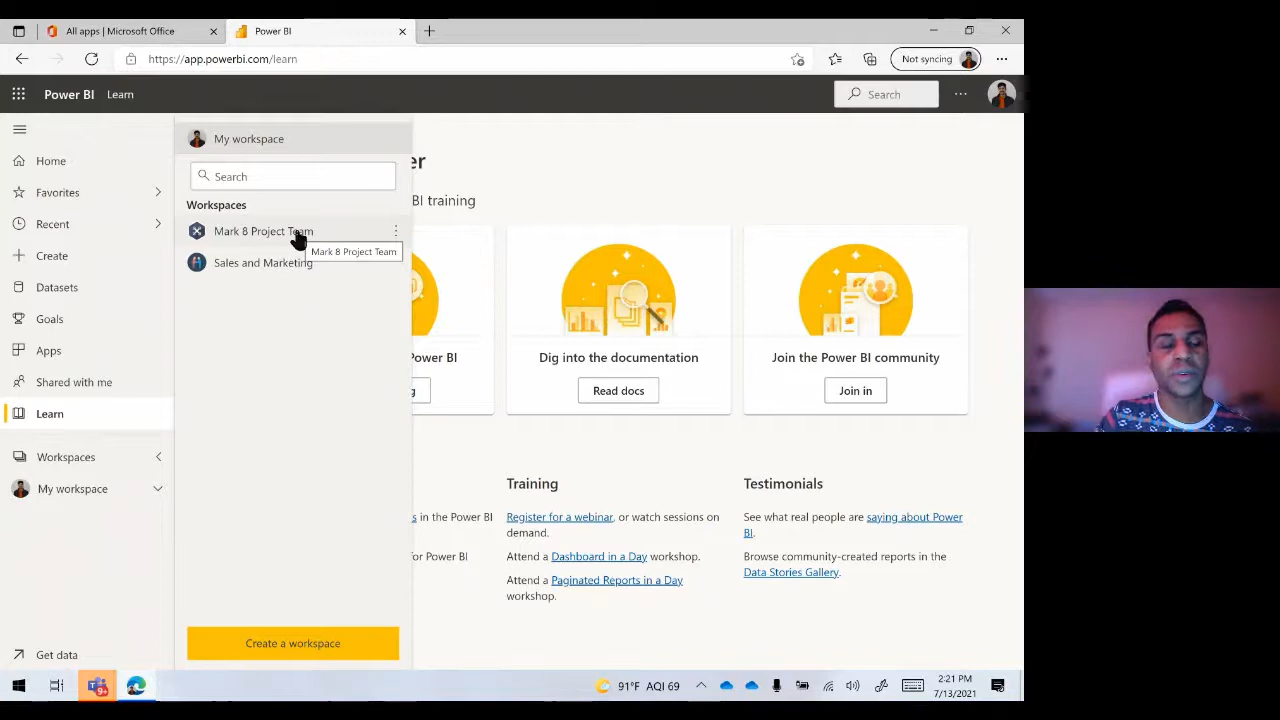 All apps | Microsoft Office
Power BI
https://app.powerbi.com/learn
Not syncing
Power BI Learn
Search
My workspace
Search
Workspaces
Mark 8 Project Team
Mark 8 Project Team
Sales and Marketing
Home
Favorites
Recent
Create
Datasets
Goals
Apps
Shared with me
Learn
Workspaces
My workspace
Get data
Create a workspace
er
BI training
Power BI
g
Dig into the documentation
Read docs
Join the Power BI community
Join in
s in the Power BI
for Power BI
Training
Register for a webinar, or watch sessions on
demand.
Attend a Dashboard in a Day workshop.
Attend a Paginated Reports in a Day
workshop.
Testimonials
See what real people are saying about Power
BI.
Browse community-created reports in the
Data Stories Gallery.
9+
91°F AQI 69
2:21 PM
7/13/2021